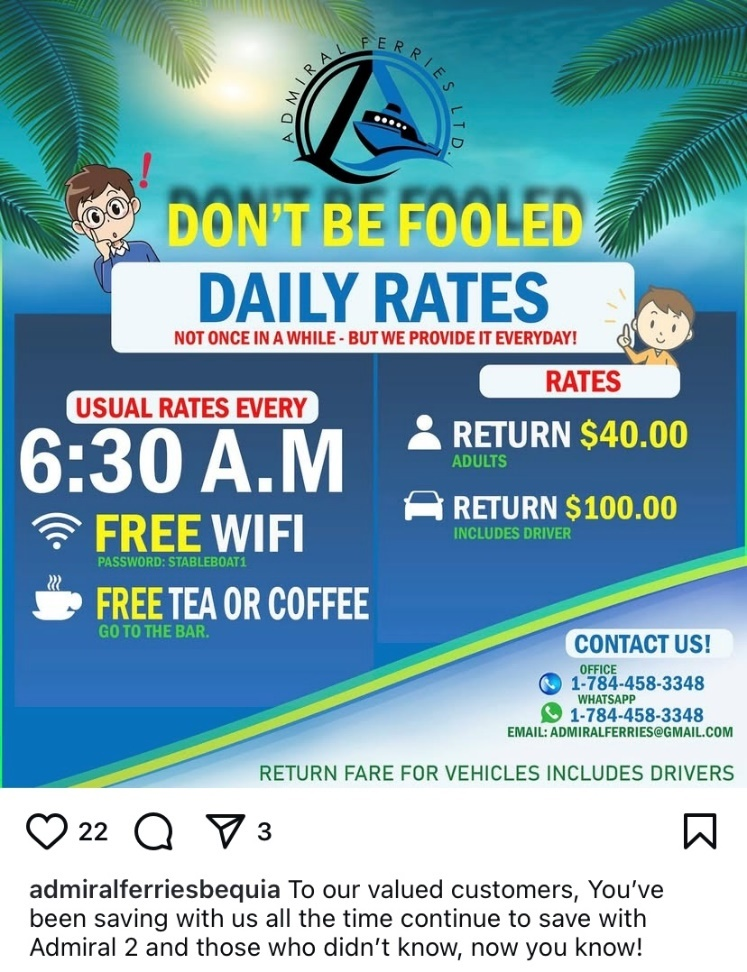 ADMIRAL FERRIES LTD.
!
DON'T BE FOOLED
DAILY RATES
NOT ONCE IN A WHILE - BUT WE PROVIDE IT EVERYDAY!
USUAL RATES EVERY
6:30 A.M
FREE WIFI
PASSWORD: STABLEBOAT1
FREE TEA OR COFFEE
GO TO THE BAR.
RATES
RETURN $40.00
ADULTS
RETURN $100.00
INCLUDES DRIVER
CONTACT US!
OFFICE
1-784-458-3348
WHATSAPP
1-784-458-3348
EMAIL: ADMIRALFERRIES@GMAIL.COM
RETURN FARE FOR VEHICLES INCLUDES DRIVERS
22 3
admiralferriesbequia To our valued customers, You've
been saving with us all the time continue to save with
Admiral 2 and those who didn't know, now you know!